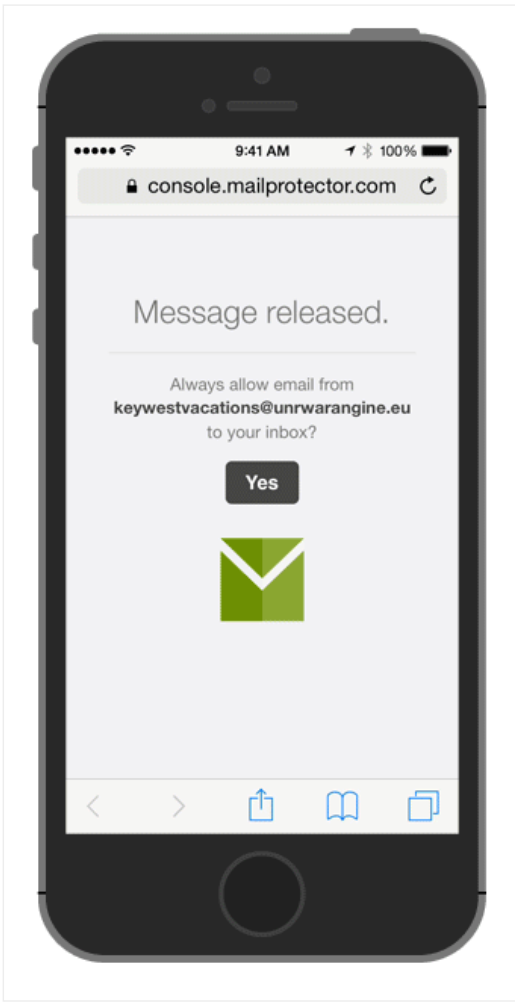 9:41 AM 100%
console.mailprotector.com
Message released.
Always allow email from
keywestvacations@unrwarangine.eu
to your inbox?
Yes